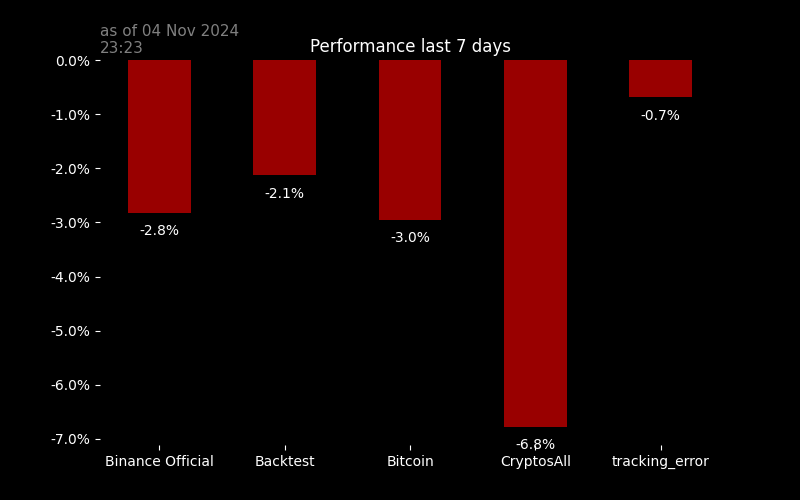 as of 04 Nov 2024
23:23
Performance last 7 days
0.0%
-1.0%
-2.0%
-3.0%
-4.0%
-5.0%
-6.0%
-7.0%
-2.8%
-2.1%
-3.0%
-6.8%
-0.7%
Binance Official
Backtest
Bitcoin
CryptosAll
tracking_error